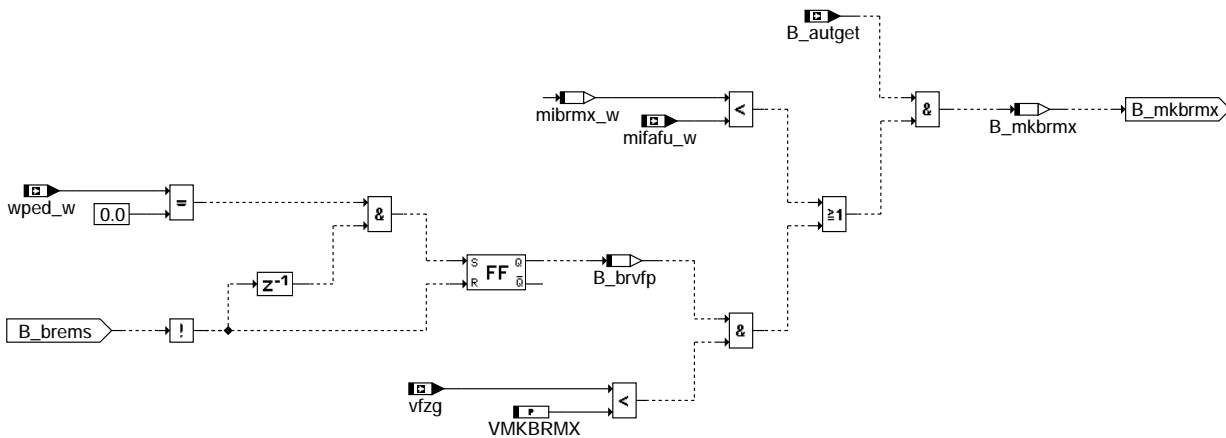 B_autget
mibrmx_w
<
mifafu_w
&
B_mkbrmx
B_mkbrmx
wped_w
0.0
=
&
≧1
S Q
FF
R Q̅
B_brvfp
z⁻¹
B_brems
!
&
vfzg
<
P
VMKBRMX